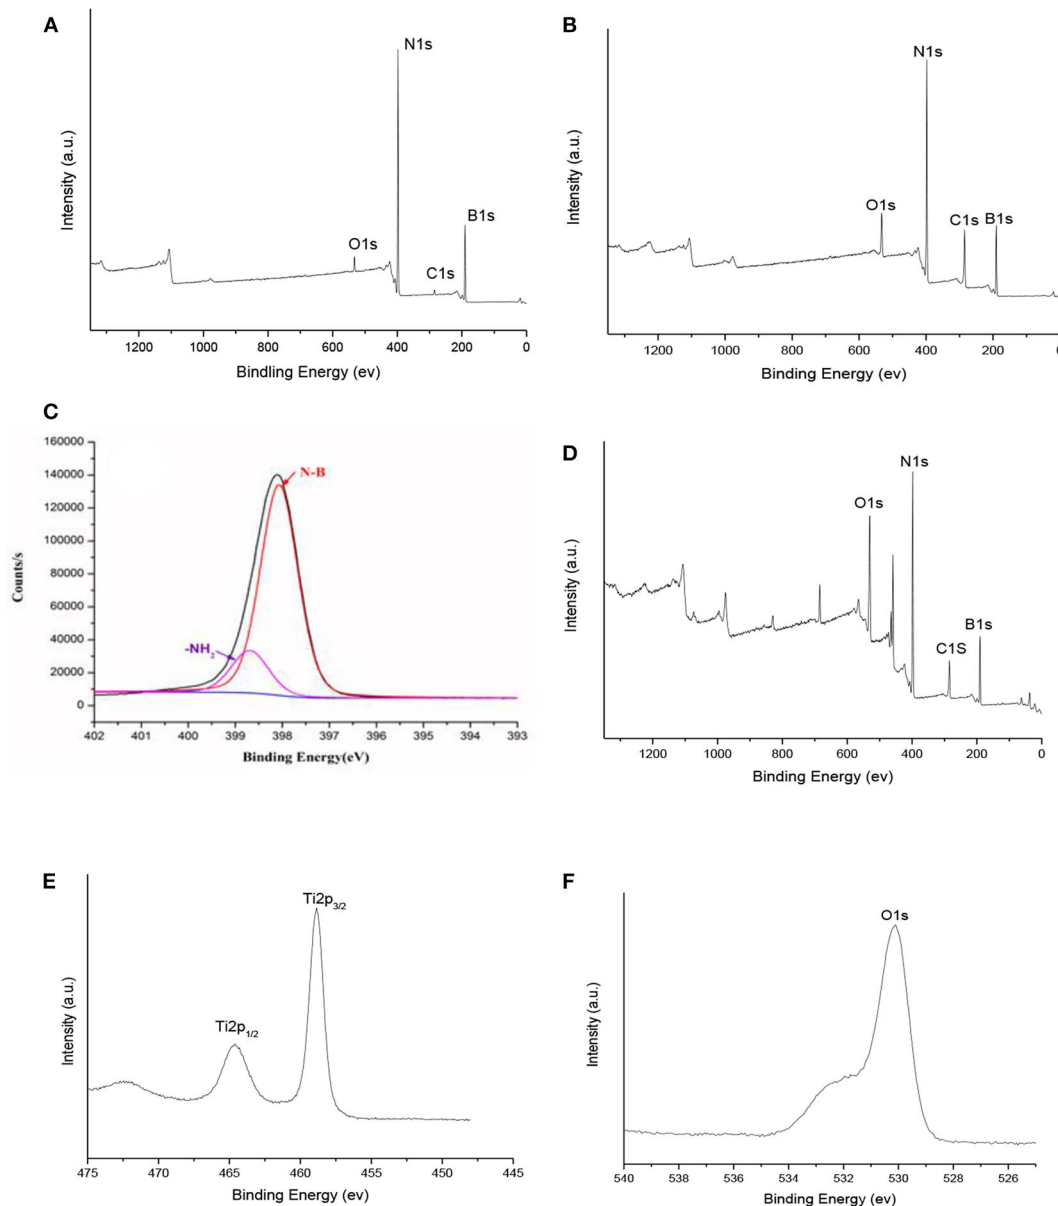 A
N1s
B1s
O1s
C1s
Intensity (a.u.)
1200 1000 800 600 400 200 0
Bindling Energy (ev)
B
N1s
O1s
C1s
B1s
Intensity (a.u.)
1200 1000 800 600 400 200 0
Binding Energy (ev)
C
160000
140000
120000
100000
80000
60000
40000
20000
0
N-B
-NH2
Counts/s
402 401 400 399 398 397 396 395 394 393
Binding Energy(eV)
D
N1s
O1s
B1s
C1S
Intensity (a.u.)
1200 1000 800 600 400 200 0
Binding Energy (ev)
E
Ti2p3/2
Ti2p1/2
Intensity (a.u.)
475 470 465 460 455 450 445
Binding Energy (ev)
F
O1s
Intensity (a.u.)
540 538 536 534 532 530 528 526
Binding Energy (ev)